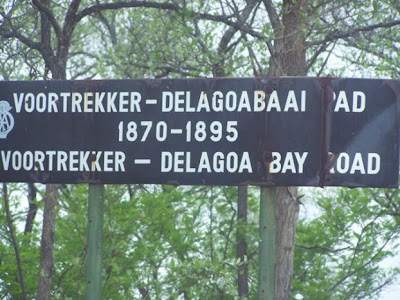 VOORTREKKER-DELAGOABAAI PAD
1870-1895
VOORTREKKER – DELAGOA BAY ROAD